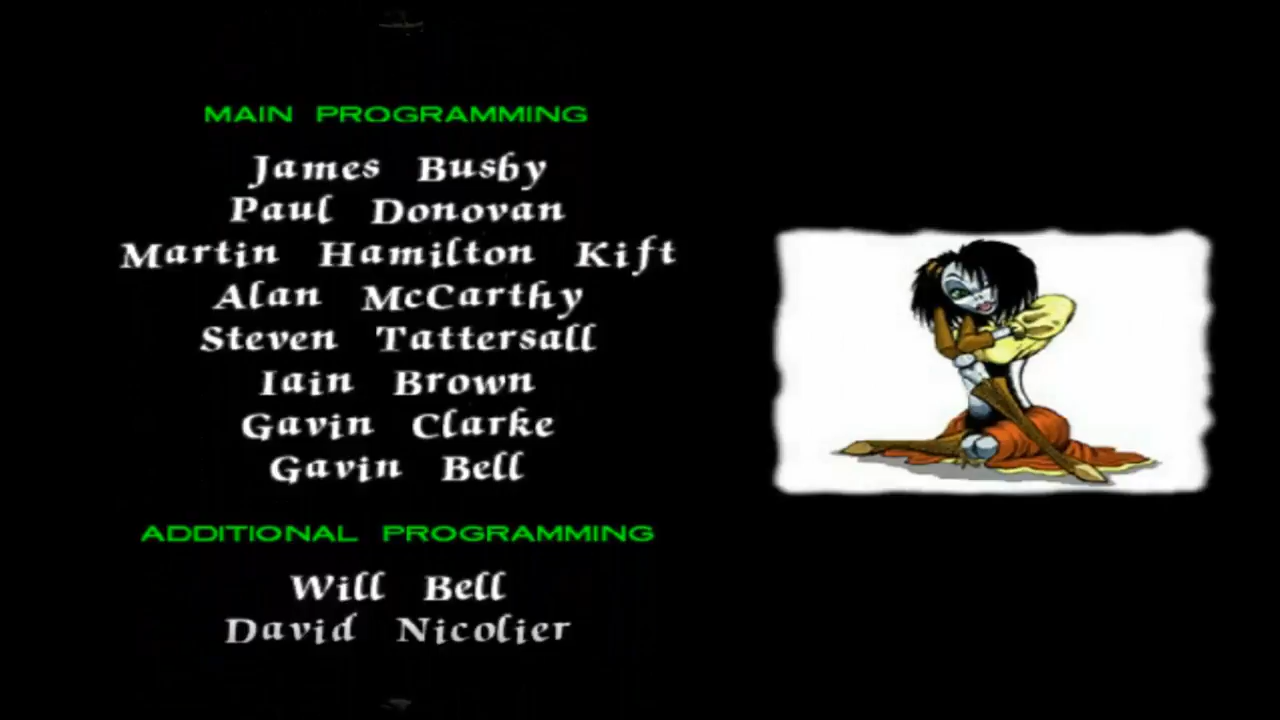 MAIN PROGRAMMING
James Busby
Paul Donovan
Martin Hamilton Kift
Alan McCarthy
Steven Tattersall
Iain Brown
Gavin Clarke
Gavin Bell
ADDITIONAL PROGRAMMING
Will Bell
David Nicolier